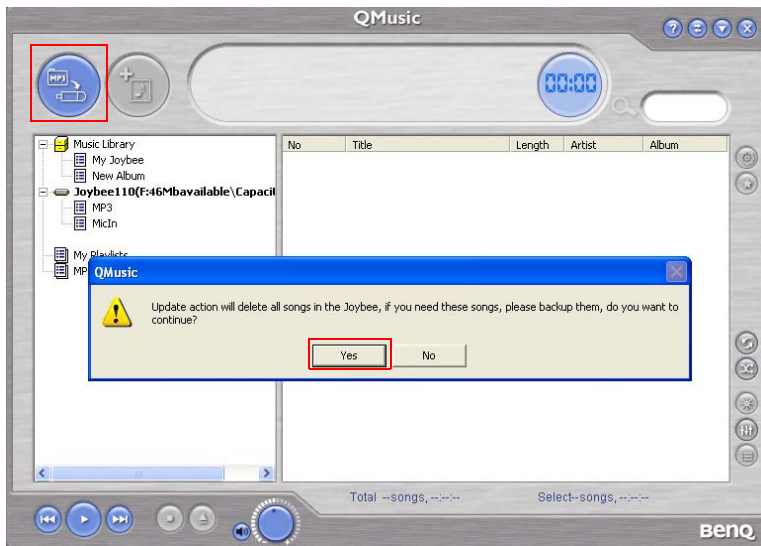 QMusic
MP3
00:00
Music Library
My Joybee
New Album
Joybee110(F:46Mbavailable\Capacit
MP3
MicIn
My Playlists
MP
No Title Length Artist Album
QMusic
Update action will delete all songs in the Joybee, if you need these songs, please backup them, do you want to
continue?
Yes No
Total --songs, --:--:-- Select--songs, --:--:--
BenQ